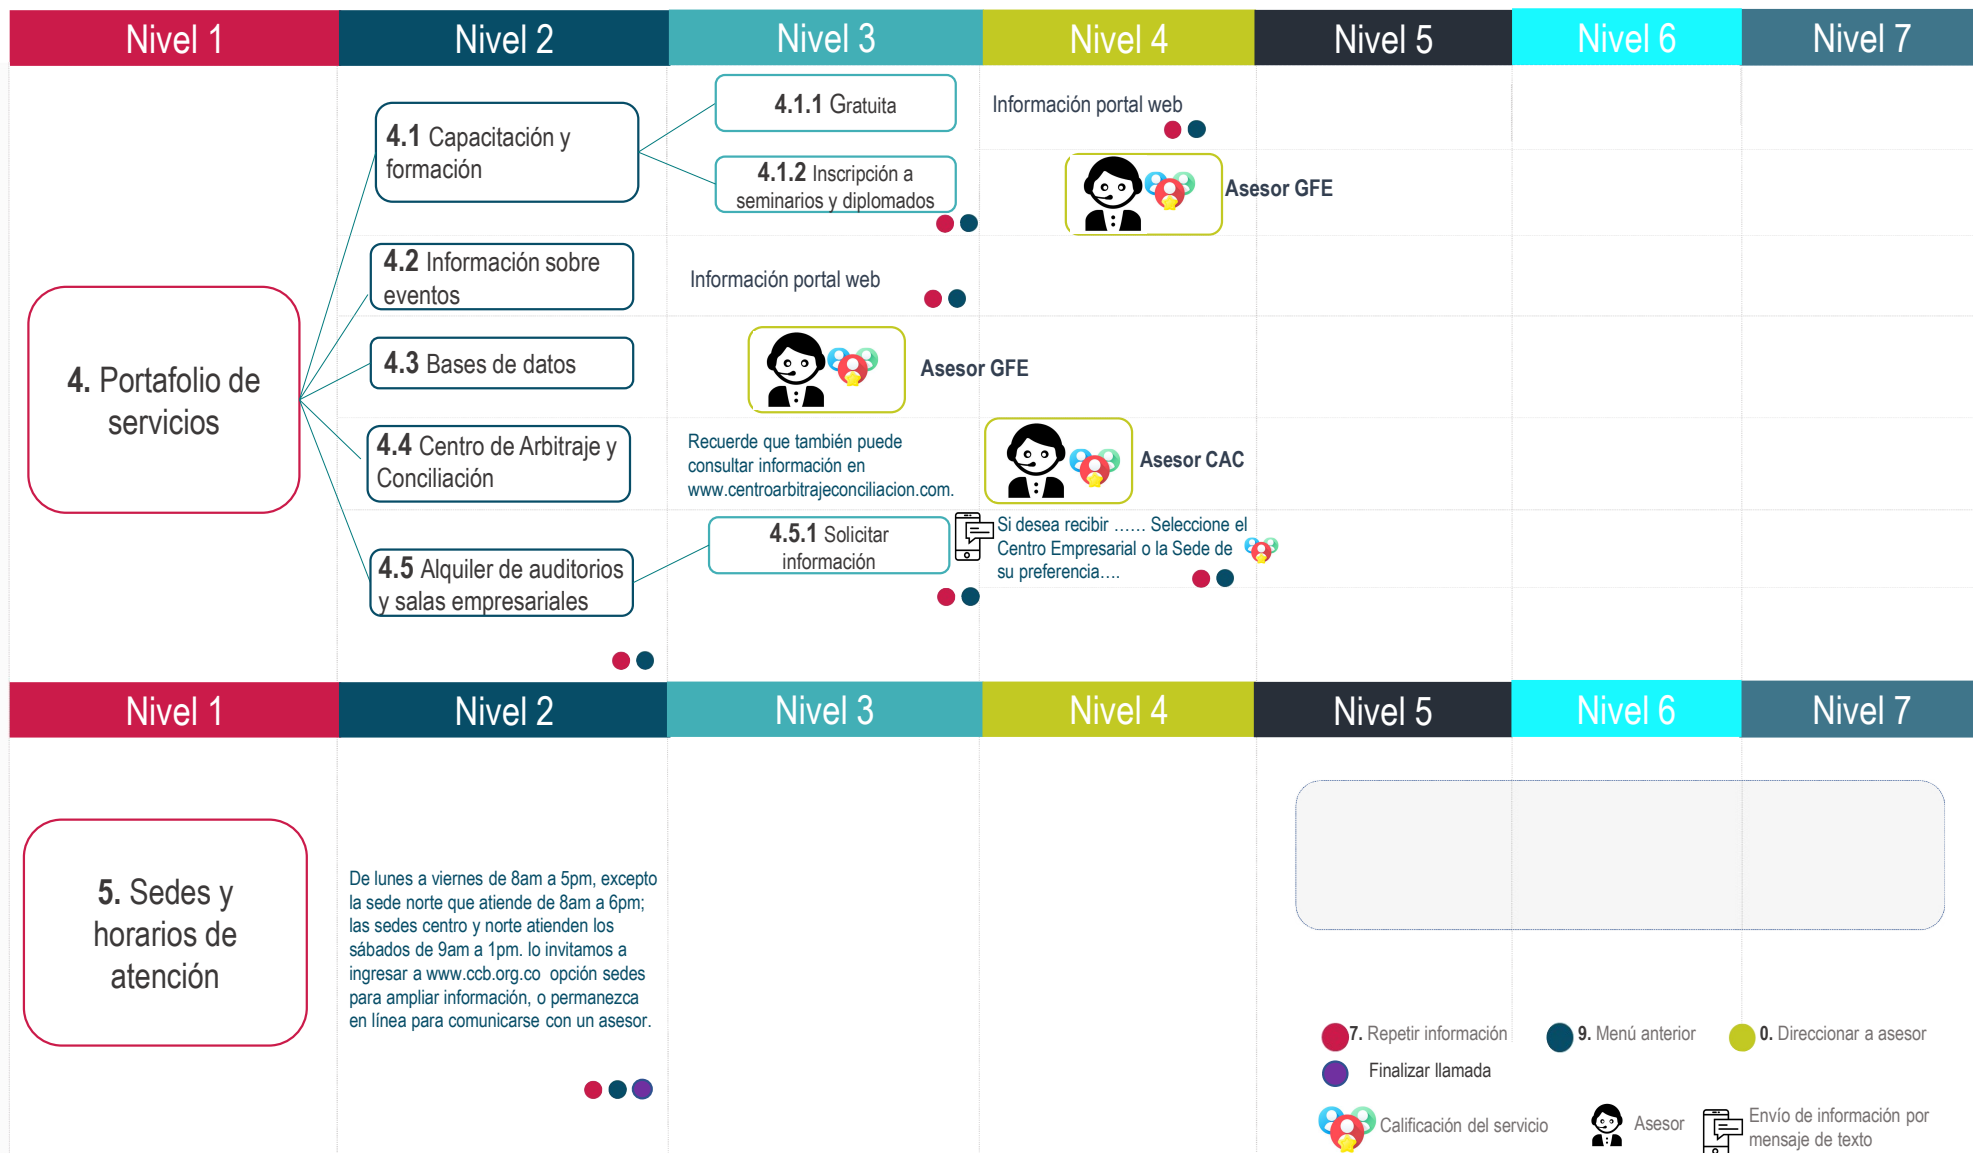 Nivel 1
Nivel 2
Nivel 3
Nivel 4
Nivel 5
Nivel 6
Nivel 7
4. Portafolio de
servicios
4.1 Capacitación y
formación
4.1.1 Gratuita
Información portal web
4.1.2 Inscripción a
seminarios y diplomados
Asesor GFE
4.2 Información sobre
eventos
Información portal web
4.3 Bases de datos
Asesor GFE
4.4 Centro de Arbitraje y
Conciliación
Recuerde que también puede
consultar información en
www.centroarbitrajeconciliacion.com.
Asesor CAC
4.5 Alquiler de auditorios
y salas empresariales
4.5.1 Solicitar
información
Si desea recibir …… Seleccione el
Centro Empresarial o la Sede de
su preferencia….
Nivel 1
Nivel 2
Nivel 3
Nivel 4
Nivel 5
Nivel 6
Nivel 7
5. Sedes y
horarios de
atención
De lunes a viernes de 8am a 5pm, excepto
la sede norte que atiende de 8am a 6pm;
las sedes centro y norte atienden los
sábados de 9am a 1pm. lo invitamos a
ingresar a www.ccb.org.co opción sedes
para ampliar información, o permanezca
en línea para comunicarse con un asesor.
7. Repetir información
9. Menú anterior
0. Direccionar a asesor
Finalizar llamada
Calificación del servicio
Asesor
Envío de información por
mensaje de texto